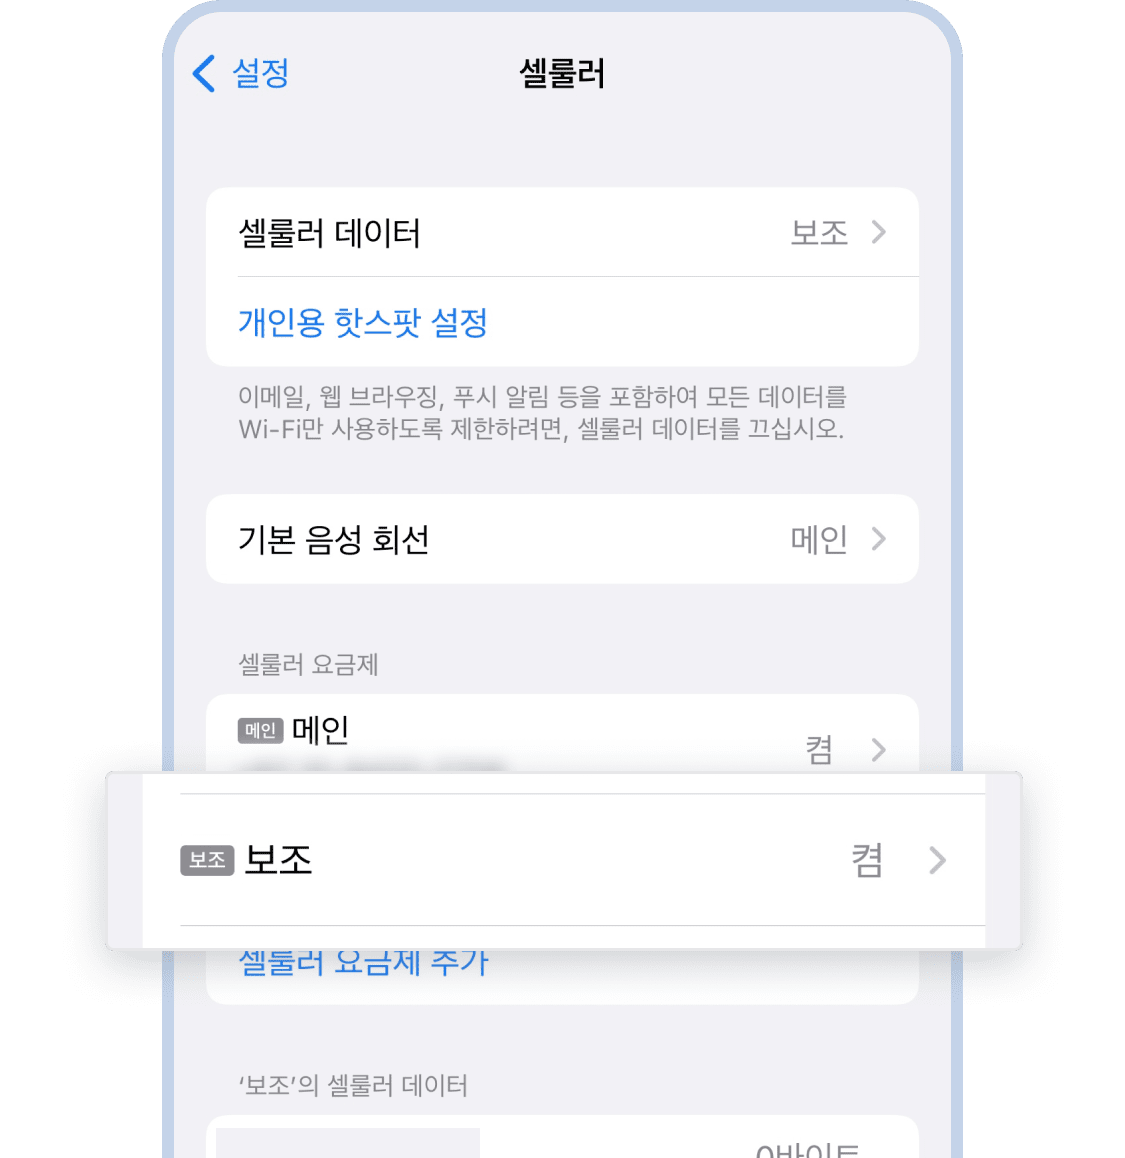 설정
셀룰러
셀룰러 데이터 보조
개인용 핫스팟 설정
이메일, 웹 브라우징, 푸시 알림 등을 포함하여 모든 데이터를
Wi-Fi만 사용하도록 제한하려면, 셀룰러 데이터를 끄십시오.
기본 음성 회선 메인
셀룰러 요금제
메인 메인 켬
보조 보조 켬
셀룰러 요금제 추가
‘보조’의 셀룰러 데이터
0바이트